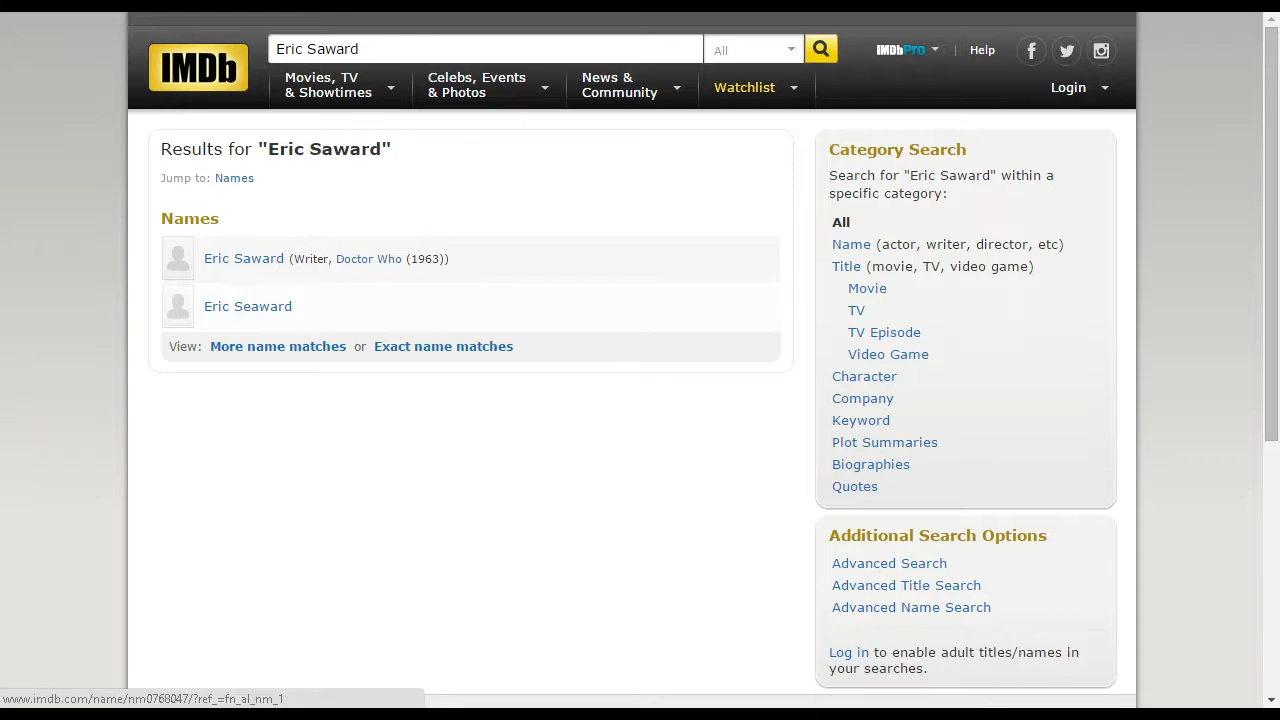 IMDb
Eric Saward
All
IMDbPro
Help
Movies, TV
& Showtimes
Celebs, Events
& Photos
News &
Community
Watchlist
Login
Results for "Eric Saward"
Jump to: Names
Names
Eric Saward (Writer, Doctor Who (1963))
Eric Seaward
View: More name matches or Exact name matches
Category Search
Search for "Eric Saward" within a
specific category:
All
Name (actor, writer, director, etc)
Title (movie, TV, video game)
Movie
TV
TV Episode
Video Game
Character
Company
Keyword
Plot Summaries
Biographies
Quotes
Additional Search Options
Advanced Search
Advanced Title Search
Advanced Name Search
Log in to enable adult titles/names in
your searches.
www.imdb.com/name/nm0768047/?ref_=fn_al_nm_1